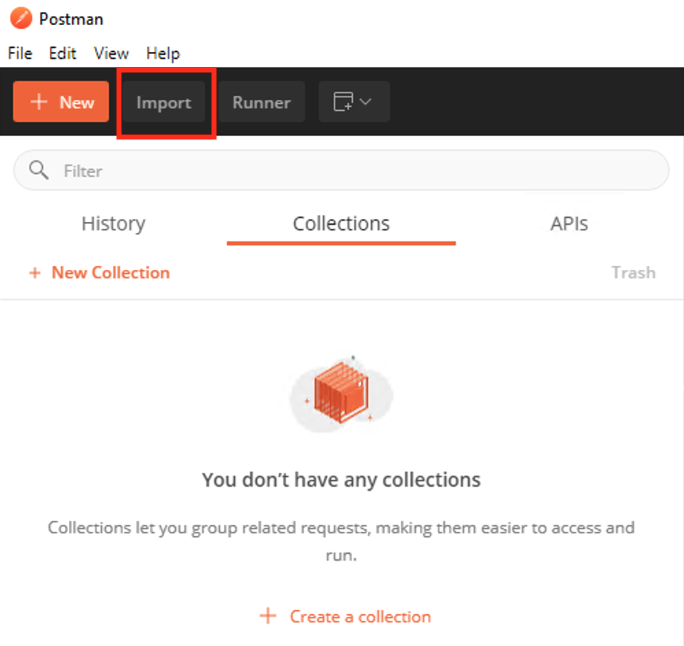 Postman
File Edit View Help
+ New Import Runner
Filter
History Collections APIs
+ New Collection Trash
You don’t have any collections
Collections let you group related requests, making them easier to access and
run.
+ Create a collection